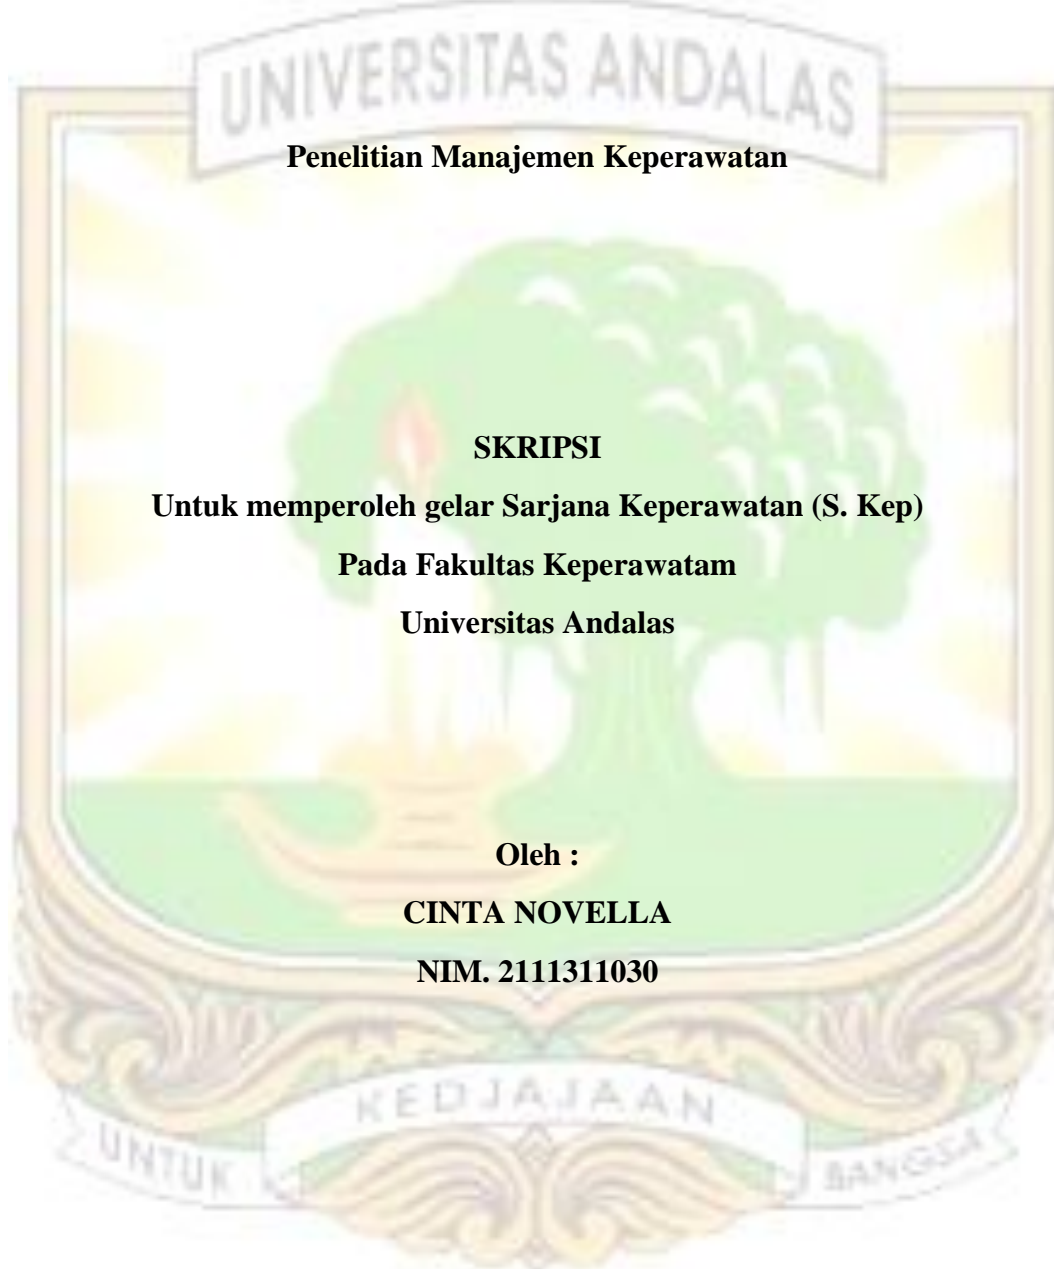 UNIVERSITAS ANDALAS
Penelitian Manajemen Keperawatan
SKRIPSI
Untuk memperoleh gelar Sarjana Keperawatan (S. Kep)
Pada Fakultas Keperawatam
Universitas Andalas
Oleh :
CINTA NOVELLA
NIM. 2111311030
UNTUK KEDJAJAAN BANGSA